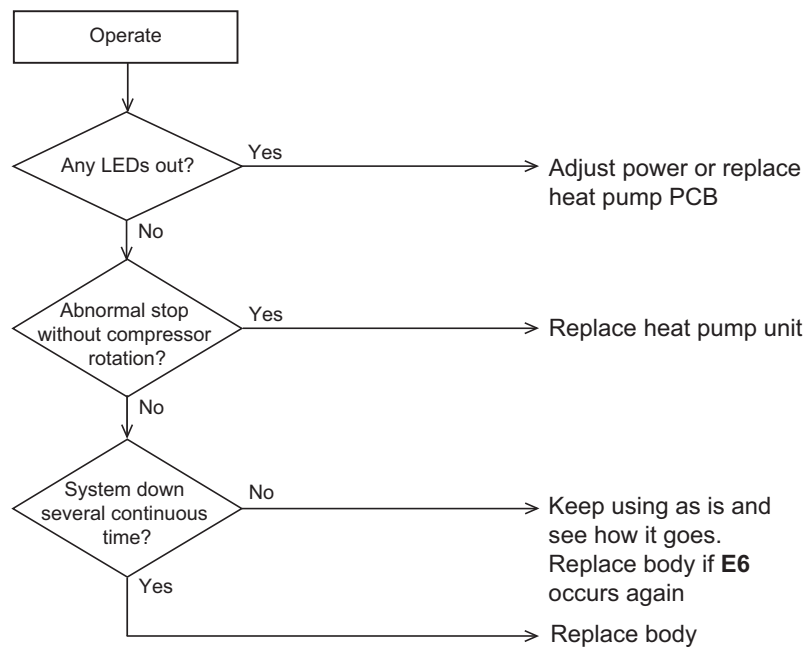 Operate
Any LEDs out?
Yes
Adjust power or replace
heat pump PCB
No
Abnormal stop
without compressor
rotation?
Yes
Replace heat pump unit
No
System down
several continuous
time?
No
Keep using as is and
see how it goes.
Replace body if E6
occurs again
Yes
Replace body